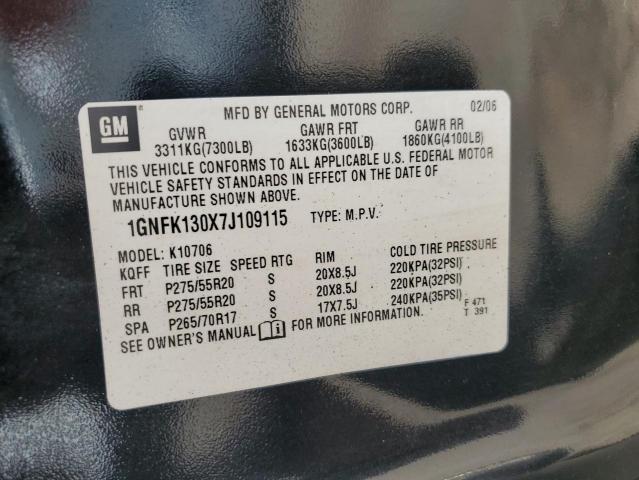 GM MFD BY GENERAL MOTORS CORP. 02/06
GVWR GAWR FRT GAWR RR
3311KG(7300LB) 1633KG(3600LB) 1860KG(4100LB)
THIS VEHICLE CONFORMS TO ALL APPLICABLE U.S. FEDERAL MOTOR
VEHICLE SAFETY STANDARDS IN EFFECT ON THE DATE OF
MANUFACTURE SHOWN ABOVE.
1GNFK130X7J109115 TYPE: M.P.V.
MODEL: K10706
KQFF TIRE SIZE SPEED RTG RIM COLD TIRE PRESSURE
FRT P275/55R20 S 20X8.5J 220KPA(32PSI)
RR P275/55R20 S 20X8.5J 220KPA(32PSI)
SPA P265/70R17 S 17X7.5J 240KPA(35PSI)
SEE OWNER'S MANUAL i FOR MORE INFORMATION.
F 471
T 391